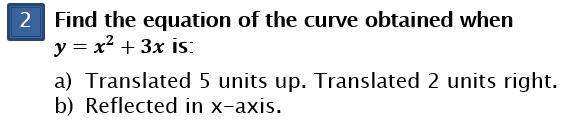 2 Find the equation of the curve obtained when
y = x² + 3x is:
a) Translated 5 units up. Translated 2 units right.
b) Reflected in x-axis.